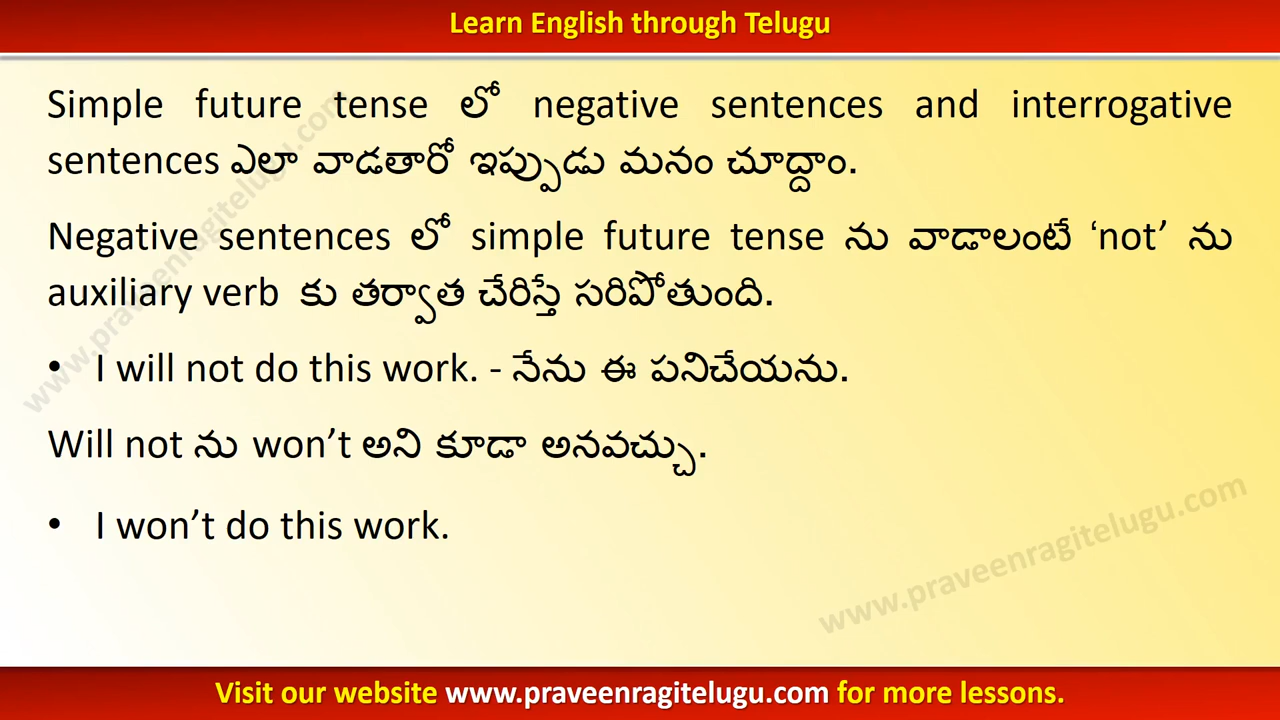 Learn English through Telugu
Simple future tense లో negative sentences and interrogative
sentences ఎలా వాడతారో ఇప్పుడు మనం చూద్దాం.
Negative sentences లో simple future tense ను వాడాలంటే ‘not’ ను
auxiliary verb కు తర్వాత చేరిస్తే సరిపోతుంది.
• I will not do this work. - నేను ఈ పనిచేయను.
Will not ను won’t అని కూడా అనవచ్చు.
• I won’t do this work.
www.praveenragitelugu.com
www.praveenragitelugu.com
Visit our website www.praveenragitelugu.com for more lessons.